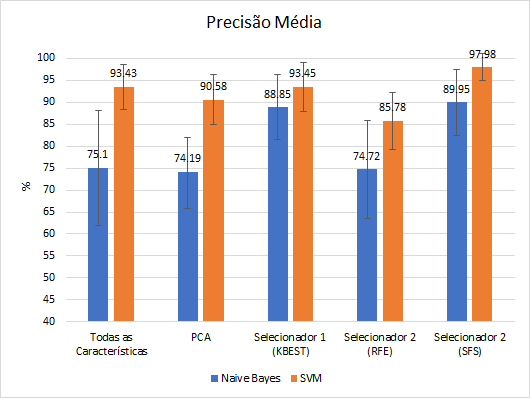 Precisão Média
%
100
95
90
85
80
75
70
65
60
55
50
45
40
75.1
93.43
74.19
90.58
88.85
93.45
74.72
85.78
89.95
97.98
Todas as
Características
PCA
Selecionador 1
(KBEST)
Selecionador 2
(RFE)
Selecionador 2
(SFS)
Naive Bayes
SVM